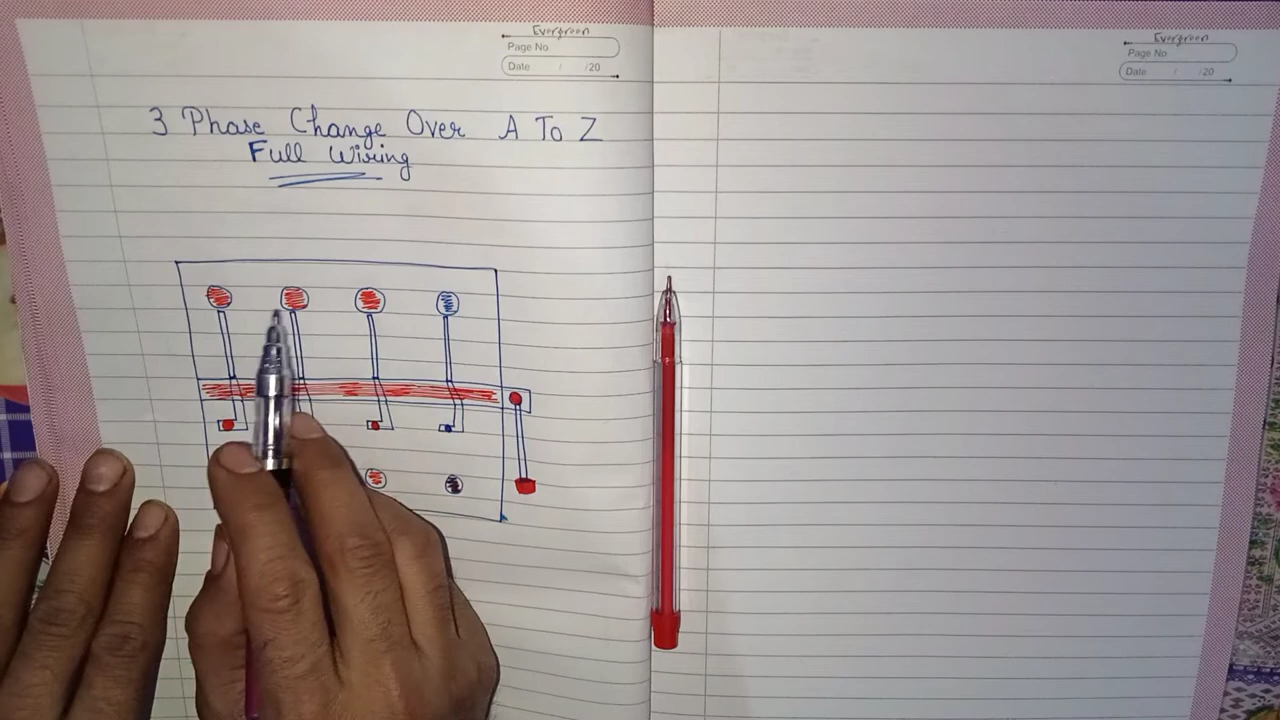 Evergreen
Page No
Date / /20
3 Phase Change Over A To Z
Full Wiring
Evergreen
Page No
Date / /20